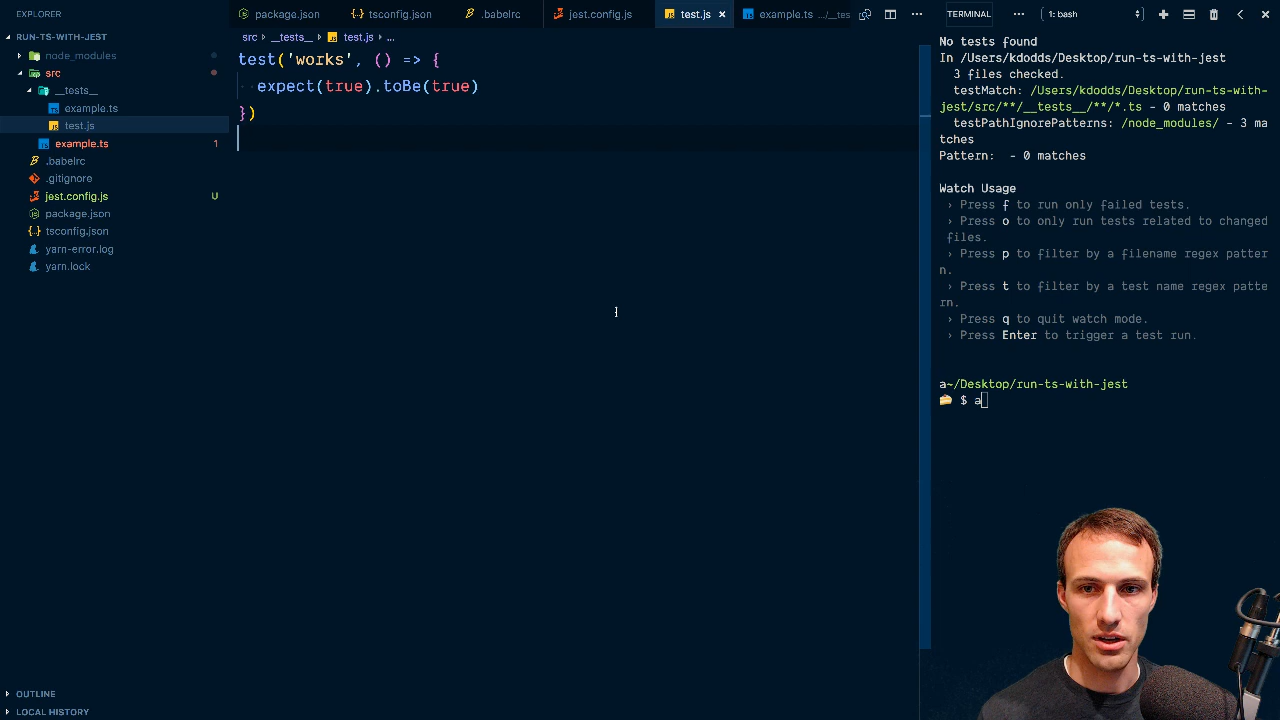 EXPLORER
RUN-TS-WITH-JEST
node_modules
src
__tests__
example.ts
test.js
example.ts 1
.babelrc
.gitignore
jest.config.js U
package.json
tsconfig.json
yarn-error.log
yarn.lock
OUTLINE
LOCAL HISTORY
package.json
tsconfig.json
.babelrc
jest.config.js
test.js
example.ts .../__tes
src > __tests__ > test.js > ...
test('works', () => {
expect(true).toBe(true)
})
TERMINAL
1: bash
No tests found
In /Users/kdodds/Desktop/run-ts-with-jest
3 files checked.
testMatch: /Users/kdodds/Desktop/run-ts-with-
jest/src/**/__tests__/**/*.ts - 0 matches
testPathIgnorePatterns: /node_modules/ - 3 ma
tches
Pattern:  - 0 matches
Watch Usage
› Press f to run only failed tests.
› Press o to only run tests related to changed
files.
› Press p to filter by a filename regex patter
n.
› Press t to filter by a test name regex patte
rn.
› Press q to quit watch mode.
› Press Enter to trigger a test run.
a~/Desktop/run-ts-with-jest
$ a